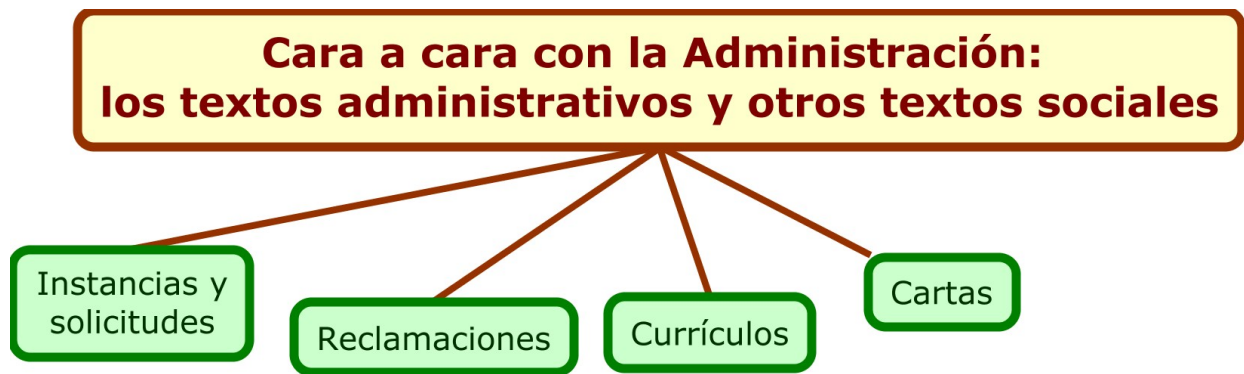 Cara a cara con la Administración:
los textos administrativos y otros textos sociales
Instancias y
solicitudes
Reclamaciones
Currículos
Cartas